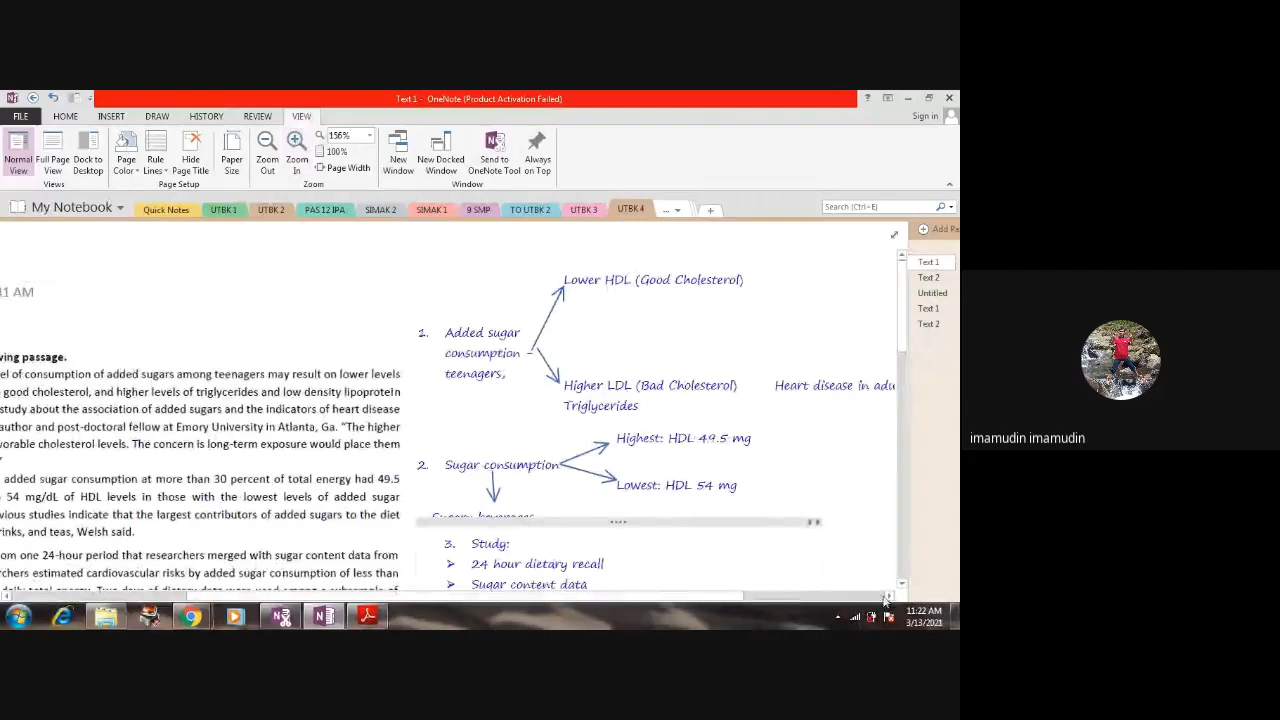 Text 1 - OneNote (Product Activation Failed)
FILE HOME INSERT DRAW HISTORY REVIEW VIEW Sign in
Normal View Full Page View Dock to Desktop Page Color Rule Lines Hide Page Title Paper Size Zoom Out Zoom In 156% 100% Page Width New Window New Docked Window Send to OneNote Tool Always on Top
Views Page Setup Zoom Window
My Notebook Quick Notes UTBK 1 UTBK 2 PAS 12 IPA SIMAK 2 SIMAK 1 9 SMP TO UTBK 2 UTBK 3 UTBK 4 ... Search (Ctrl+E)
Add Pa
Text 1
Text 2
Untitled
Text 1
Text 2
41 AM
ving passage.
el of consumption of added sugars among teenagers may result on lower levels
good cholesterol, and higher levels of triglycerides and low density lipoprotein
study about the association of added sugars and the indicators of heart disease
author and post-doctoral fellow at Emory University in Atlanta, Ga. "The higher
orable cholesterol levels. The concern is long-term exposure would place them
"
added sugar consumption at more than 30 percent of total energy had 49.5
54 mg/dL of HDL levels in those with the lowest levels of added sugar
vious studies indicate that the largest contributors of added sugars to the diet
rinks, and teas, Welsh said.
om one 24-hour period that researchers merged with sugar content data from
rchers estimated cardiovascular risks by added sugar consumption of less than
Lower HDL (Good Cholesterol)
1. Added sugar
consumption -
teenagers,
Higher LDL (Bad Cholesterol) Heart disease in adu
Triglycerides
Highest: HDL 49.5 mg
2. Sugar consumption
Lowest: HDL 54 mg
Sugary beverages
3. Study:
24 hour dietary recall
Sugar content data
11:22 AM
3/13/2021
imamudin imamudin